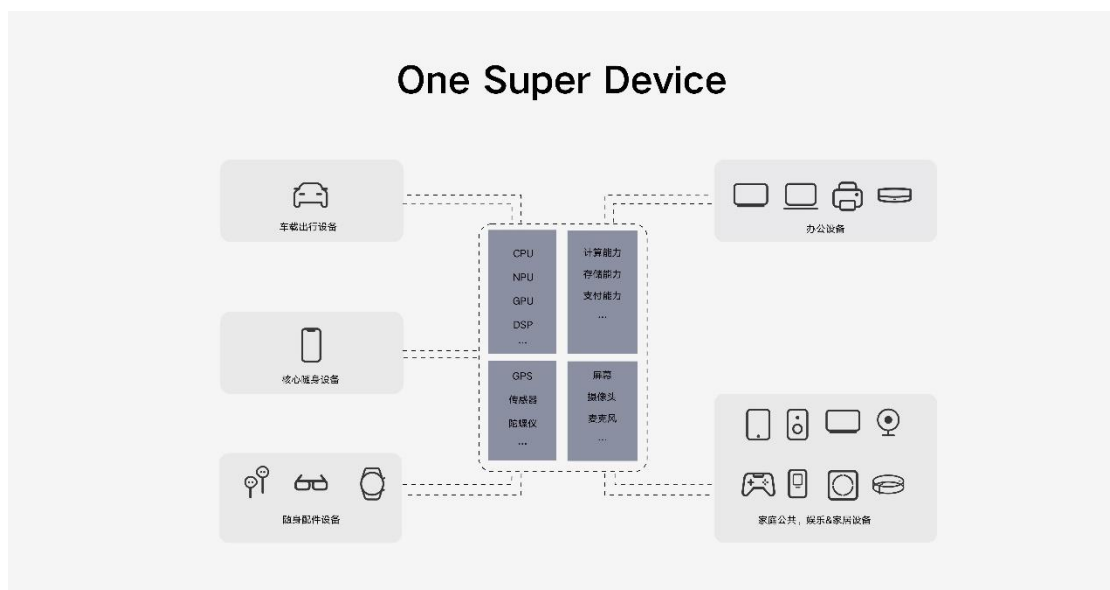 One Super Device
车载出行设备
核心随身设备
随身配件设备
CPU
NPU
GPU
DSP
...
计算能力
存储能力
支付能力
...
GPS
传感器
陀螺仪
...
屏幕
摄像头
麦克风
...
办公设备
家庭公共，娱乐&家居设备